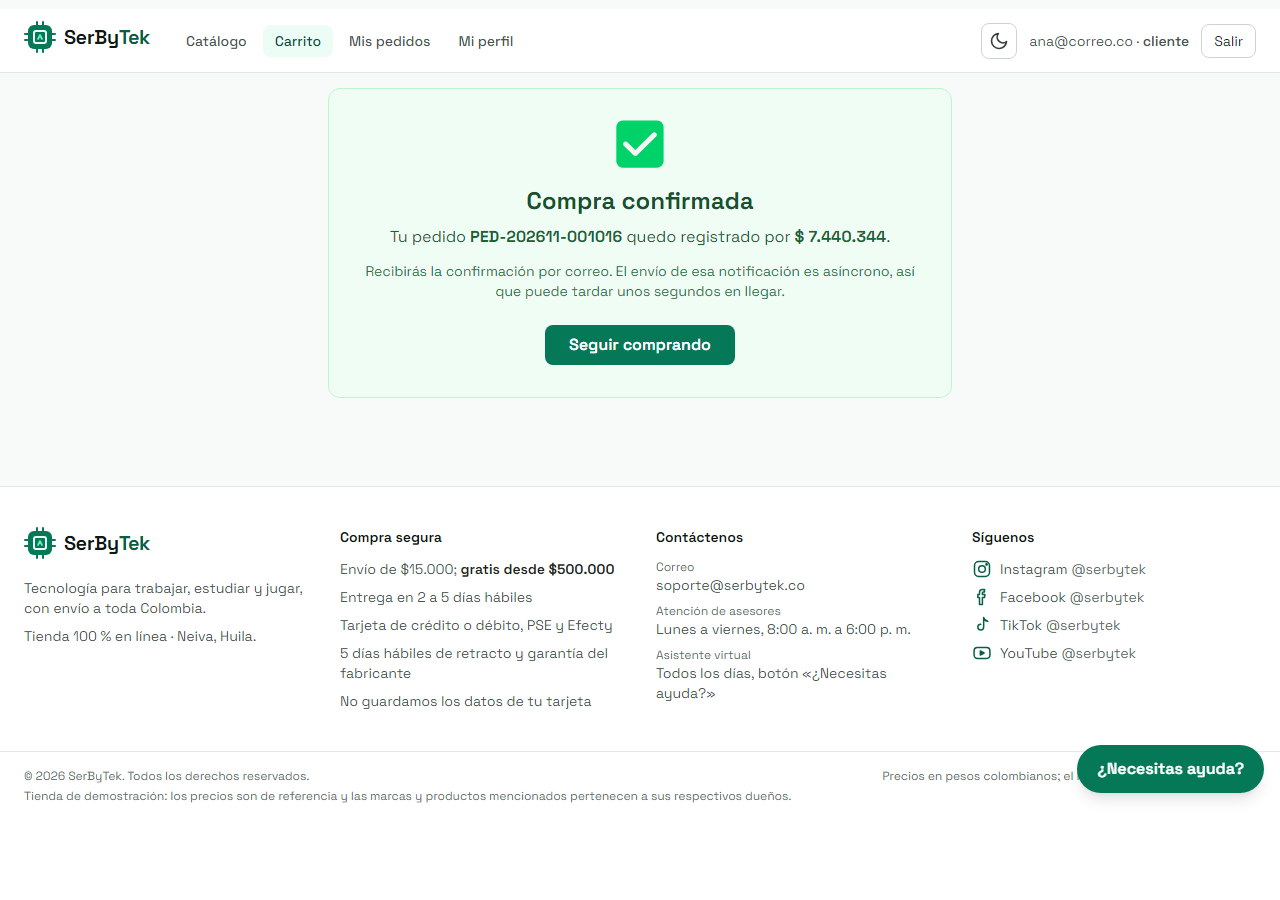 SerByTek
Catálogo
Carrito
Mis pedidos
Mi perfil
ana@correo.co · cliente
Salir
Compra confirmada
Tu pedido PED-202611-001016 quedo registrado por $ 7.440.344.
Recibirás la confirmación por correo. El envío de esa notificación es asíncrono, así
que puede tardar unos segundos en llegar.
Seguir comprando
SerByTek
Tecnología para trabajar, estudiar y jugar,
con envío a toda Colombia.
Tienda 100 % en línea · Neiva, Huila.
Compra segura
Envío de $15.000; gratis desde $500.000
Entrega en 2 a 5 días hábiles
Tarjeta de crédito o débito, PSE y Efecty
5 días hábiles de retracto y garantía del
fabricante
No guardamos los datos de tu tarjeta
Contáctenos
Correo
soporte@serbytek.co
Atención de asesores
Lunes a viernes, 8:00 a. m. a 6:00 p. m.
Asistente virtual
Todos los días, botón «¿Necesitas
ayuda?»
Síguenos
Instagram @serbytek
Facebook @serbytek
TikTok @serbytek
YouTube @serbytek
© 2026 SerByTek. Todos los derechos reservados.
Precios en pesos colombianos; el
¿Necesitas ayuda?
Tienda de demostración: los precios son de referencia y las marcas y productos mencionados pertenecen a sus respectivos dueños.